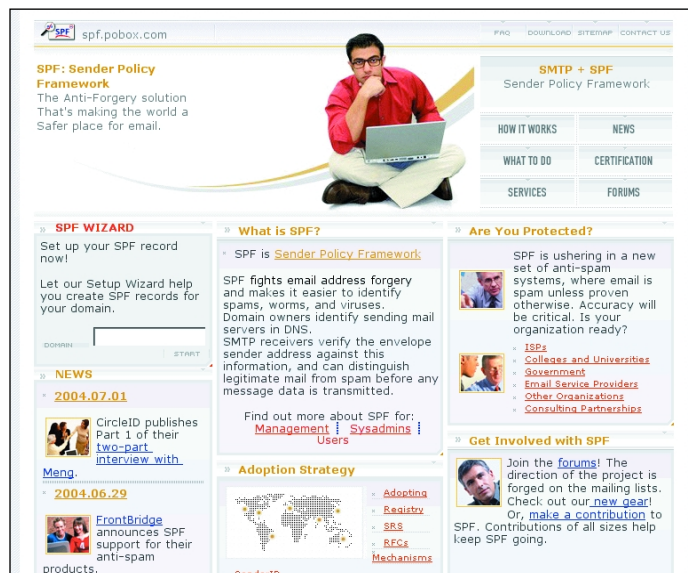 SPF spf.pobox.com
FAQ DOWNLOAD SITEMAP CONTACT US
SPF: Sender Policy
Framework
The Anti-Forgery solution
That's making the world a
Safer place for email.
SMTP + SPF
Sender Policy Framework
HOW IT WORKS NEWS
WHAT TO DO CERTIFICATION
SERVICES FORUMS
» SPF WIZARD
Set up your SPF record
now!
Let our Setup Wizard help
you create SPF records for
your domain.
DOMAIN
START
» NEWS
2004.07.01
CircleID publishes
Part 1 of their
two-part
interview with
Meng.
2004.06.29
FrontBridge
announces SPF
support for their
anti-spam
products.
» What is SPF?
SPF is Sender Policy Framework
SPF fights email address forgery
and makes it easier to identify
spams, worms, and viruses.
Domain owners identify sending mail
servers in DNS.
SMTP receivers verify the envelope
sender address against this
information, and can distinguish
legitimate mail from spam before any
message data is transmitted.
Find out more about SPF for:
Management Sysadmins
Users
» Adoption Strategy
» Adopting
» Registry
» SRS
» RFCs
Mechanisms
» Are You Protected?
SPF is ushering in a new
set of anti-spam
systems, where email is
spam unless proven
otherwise. Accuracy will
be critical. Is your
organization ready?
» ISPs
» Colleges and Universities
» Government
» Email Service Providers
» Other Organizations
» Consulting Partnerships
» Get Involved with SPF
Join the forums! The
direction of the project is
forged on the mailing lists.
Check out our new gear!
Or, make a contribution to
SPF. Contributions of all sizes help
keep SPF going.